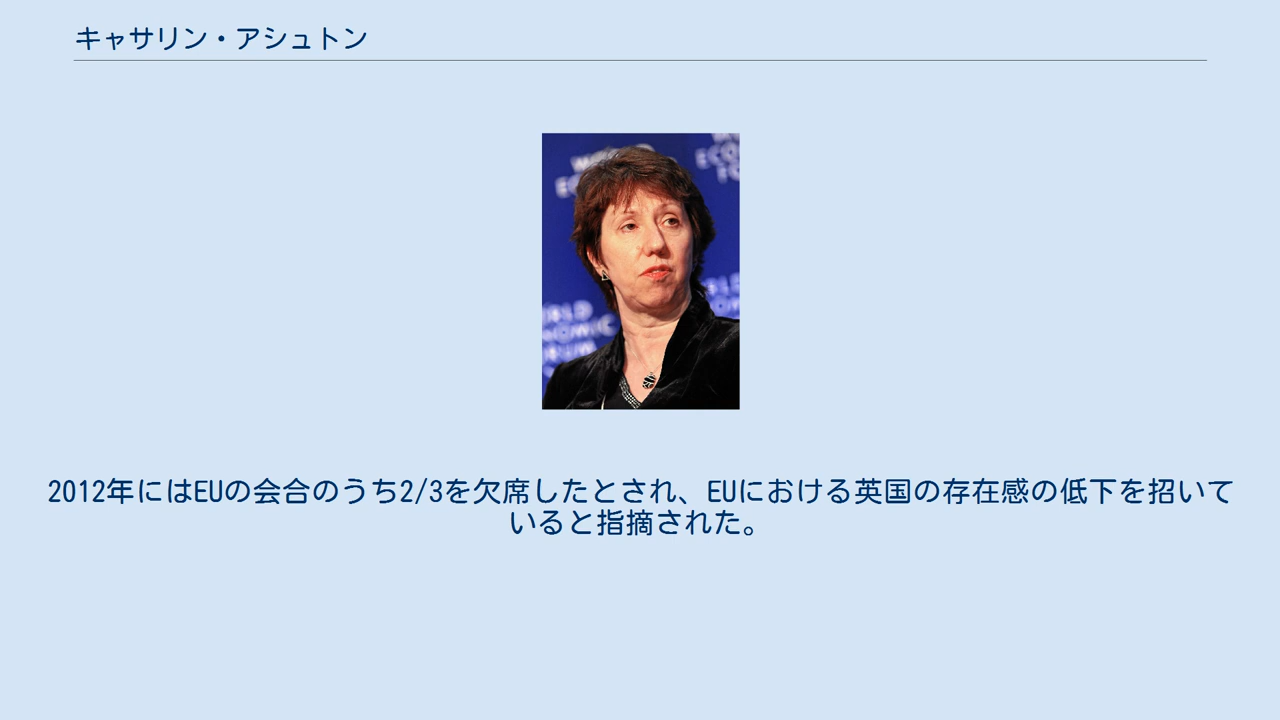 キャサリン・アシュトン
WORLD
ECONOMIC
FORUM
2012年にはEUの会合のうち2/3を欠席したとされ、EUにおける英国の存在感の低下を招いて
いると指摘された。